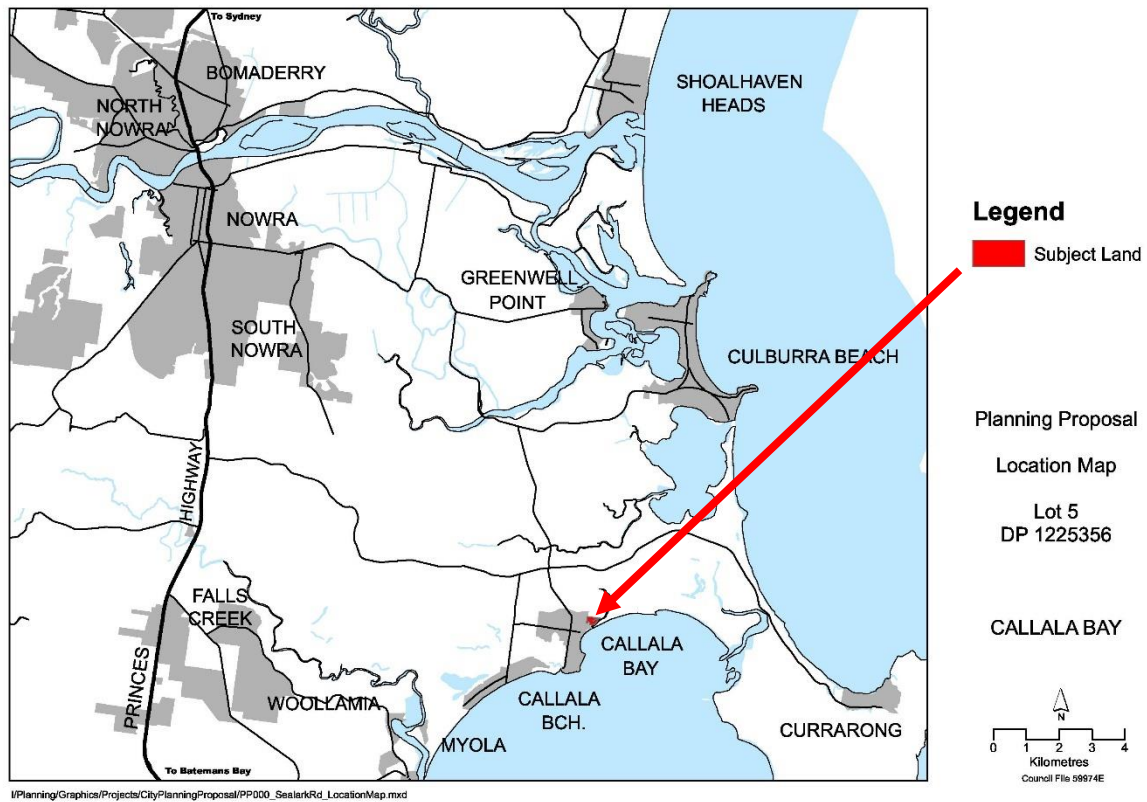 To Sydney
BOMADERRY
NORTH
NOWRA
SHOALHAVEN
HEADS
NOWRA
GREENWELL
POINT
SOUTH
NOWRA
CULBURRA BEACH
HIGHWAY
PRINCES
FALLS
CREEK
WOOLLAMIA
CALLALA
BAY
CALLALA
BCH.
MYOLA
CURRARONG
To Batemans Bay
Legend
Subject Land
Planning Proposal
Location Map
Lot 5
DP 1225356
CALLALA BAY
N
0 1 2 3 4
Kilometres
Council File 59974E
I/Planning/Graphics/Projects/CityPlanningProposal/PP000_SealarkRd_LocationMap.mxd